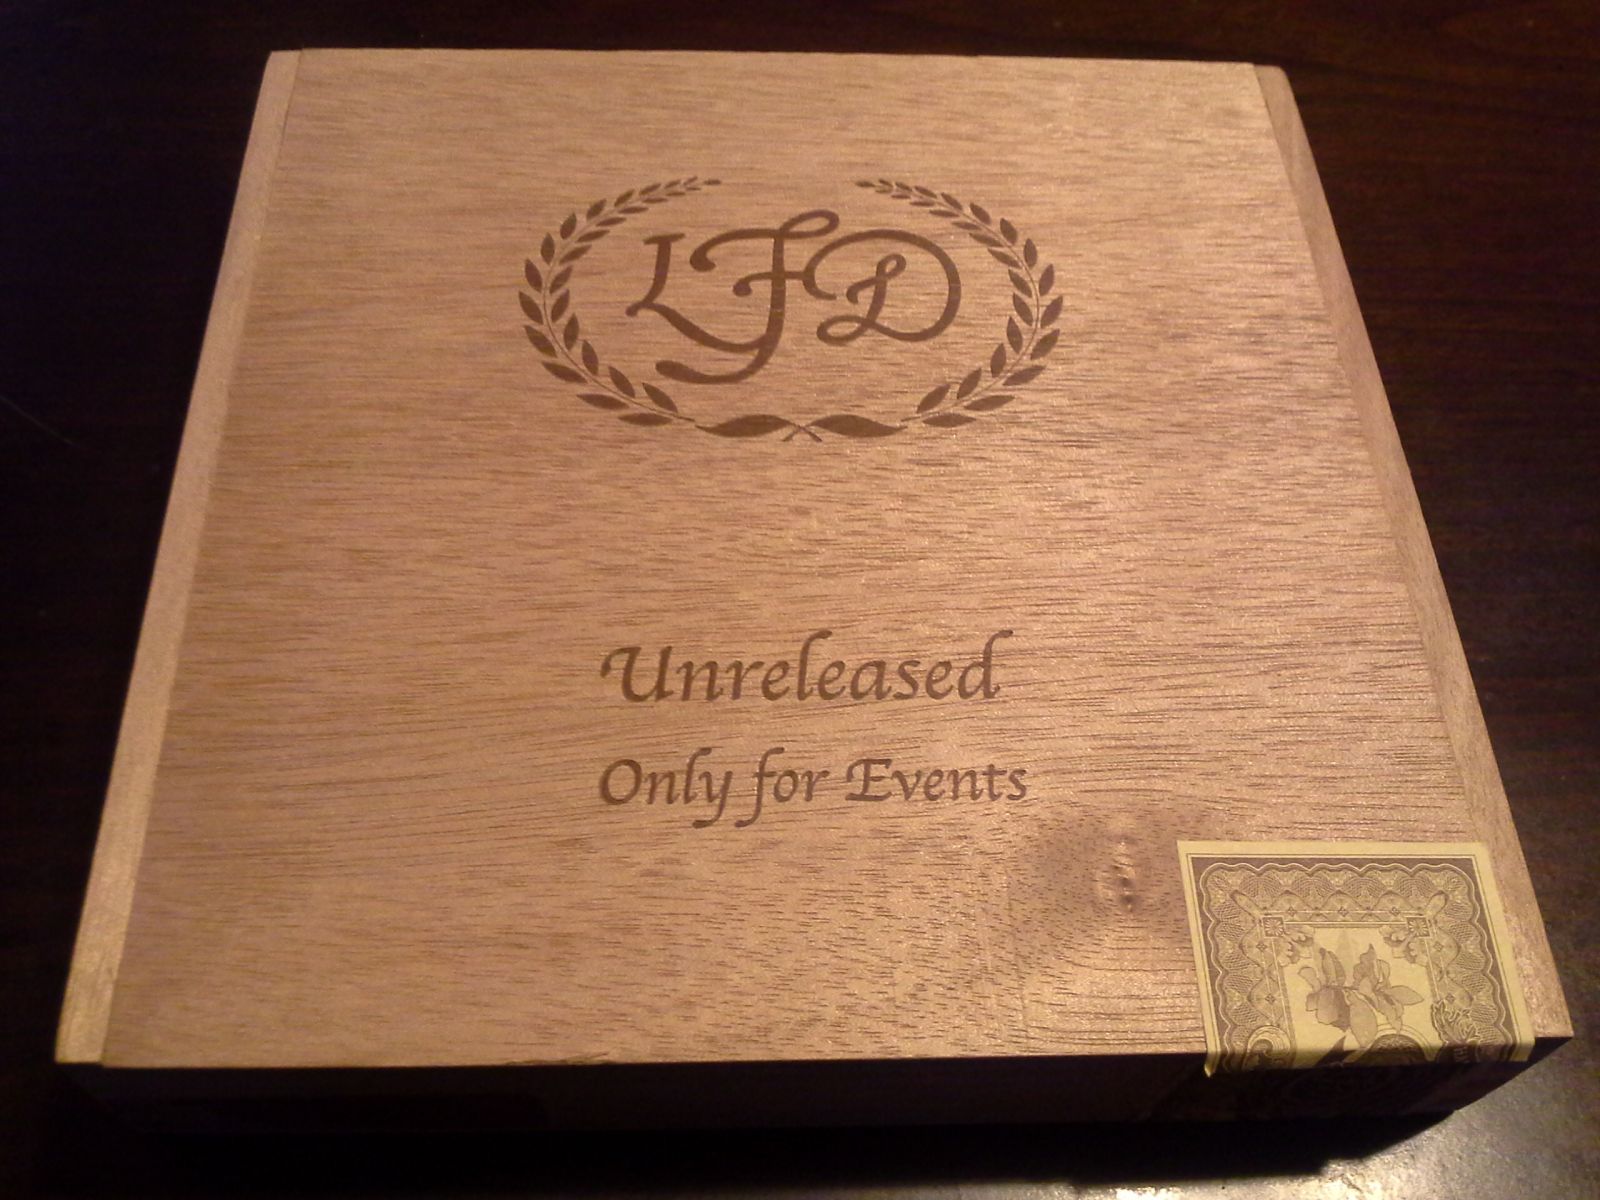 LFD
Unreleased
Only for Events